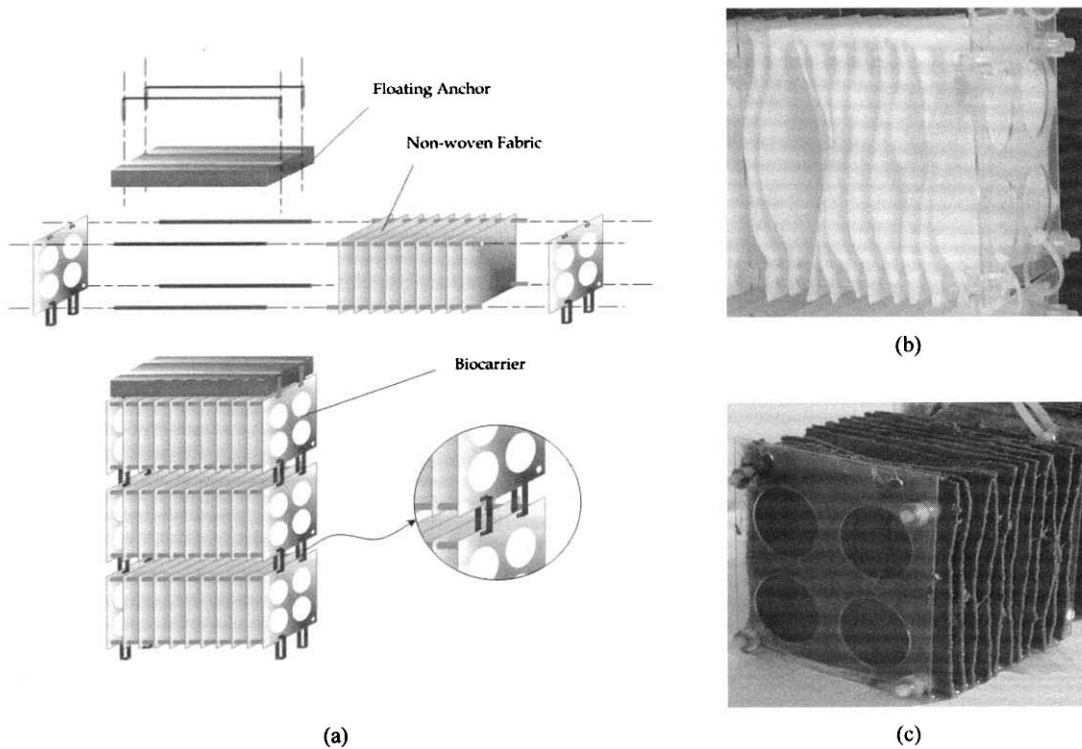 Floating Anchor
Non-woven Fabric
Biocarrier
(a)
(b)
(c)